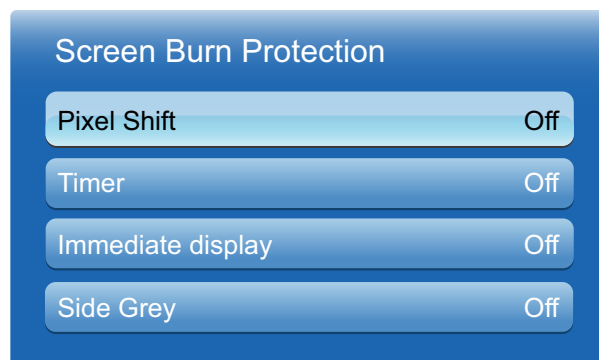 Screen Burn Protection
Pixel Shift Off
Timer Off
Immediate display Off
Side Grey Off